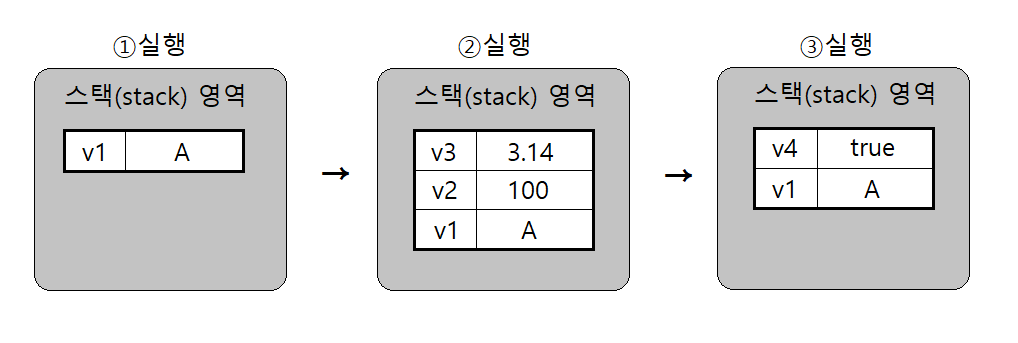 ①실행
스택(stack) 영역
v1 A
→
②실행
스택(stack) 영역
v3 3.14
v2 100
v1 A
→
③실행
스택(stack) 영역
v4 true
v1 A